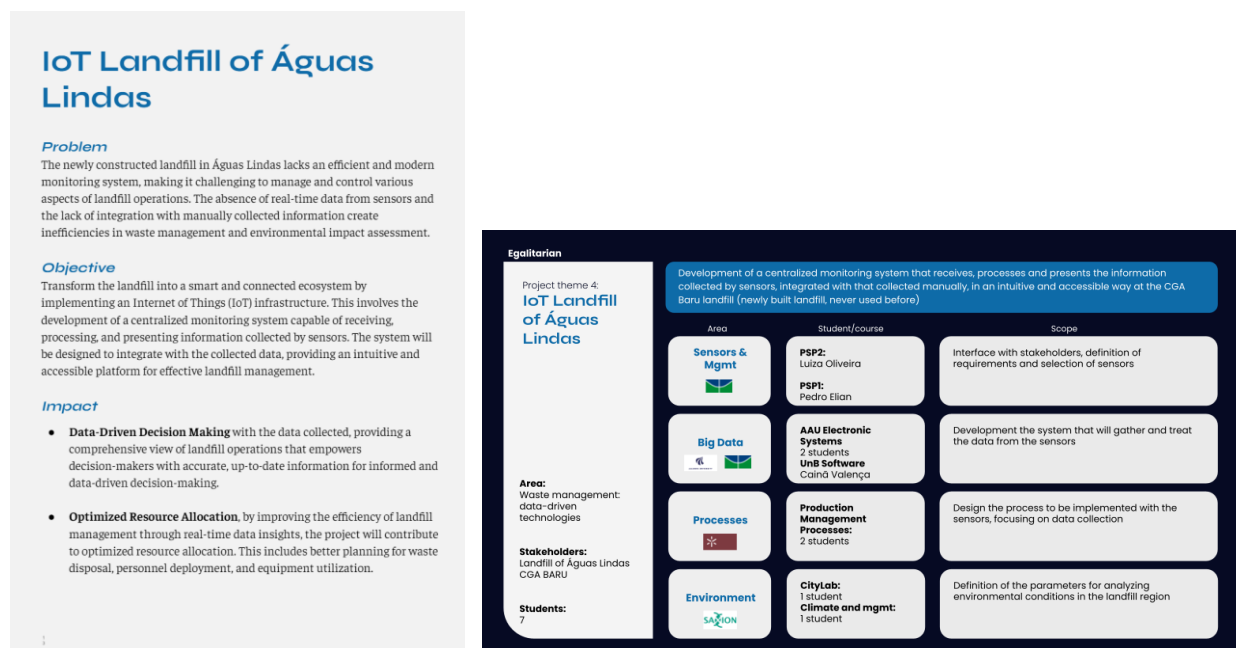 IoT Landfill of Águas
Lindas
Problem
The newly constructed landfill in Águas Lindas lacks an efficient and modern
monitoring system, making it challenging to manage and control various
aspects of landfill operations. The absence of real-time data from sensors and
the lack of integration with manually collected information create
inefficiencies in waste management and environmental impact assessment.
Objective
Transform the landfill into a smart and connected ecosystem by
implementing an Internet of Things (IoT) infrastructure. This involves the
development of a centralized monitoring system capable of receiving,
processing, and presenting information collected by sensors. The system will
be designed to integrate with the collected data, providing an intuitive and
accessible platform for effective landfill management.
Impact
● Data-Driven Decision Making with the data collected, providing a
comprehensive view of landfill operations that empowers
decision-makers with accurate, up-to-date information for informed and
data-driven decision-making.
● Optimized Resource Allocation, by improving the efficiency of landfill
management through real-time data insights, the project will contribute
to optimized resource allocation. This includes better planning for waste
disposal, personnel deployment, and equipment utilization.
Egalitarian
Project theme 4:
IoT Landfill
of Águas
Lindas
Area:
Waste management:
data-driven
technologies
Stakeholders:
Landfill of Águas Lindas
CGA BARU
Students:
7
Development of a centralized monitoring system that receives, processes and presents the information
collected by sensors, integrated with that collected manually, in an intuitive and accessible way at the CGA
Baru landfill (newly built landfill, never used before)
Area
Student/course
Scope
Sensors &
Mgmt
PSP2:
Luiza Oliveira
PSP1:
Pedro Elian
Interface with stakeholders, definition of
requirements and selection of sensors
Big Data
AAU Electronic
Systems
2 students
UnB Software
Cainã Valença
Development the system that will gather and treat
the data from the sensors
Processes
Production
Management
Processes:
2 students
Design the process to be implemented with the
sensors, focusing on data collection
Environment
SAXION
CityLab:
1 student
Climate and mgmt:
1 student
Definition of the parameters for analyzing
environmental conditions in the landfill region